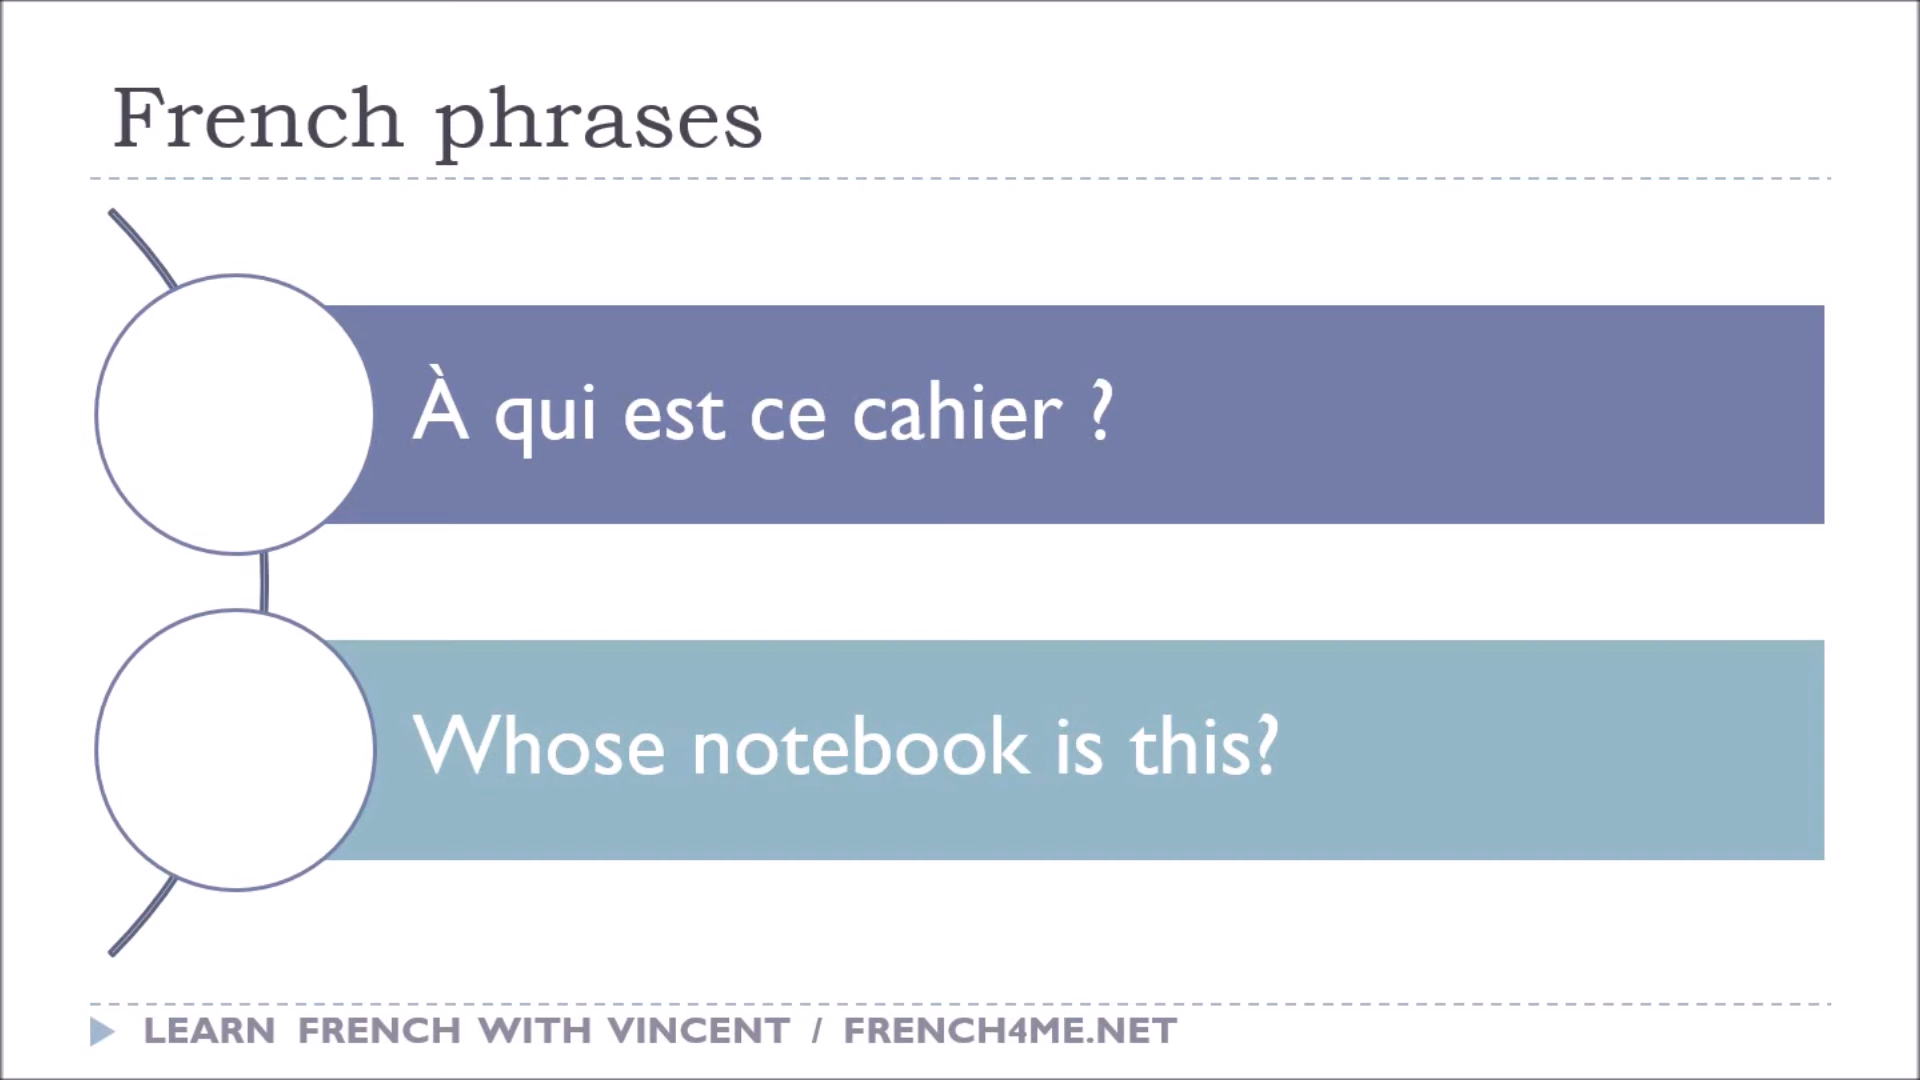 French phrases
À qui est ce cahier ?
Whose notebook is this?
LEARN FRENCH WITH VINCENT / FRENCH4ME.NET